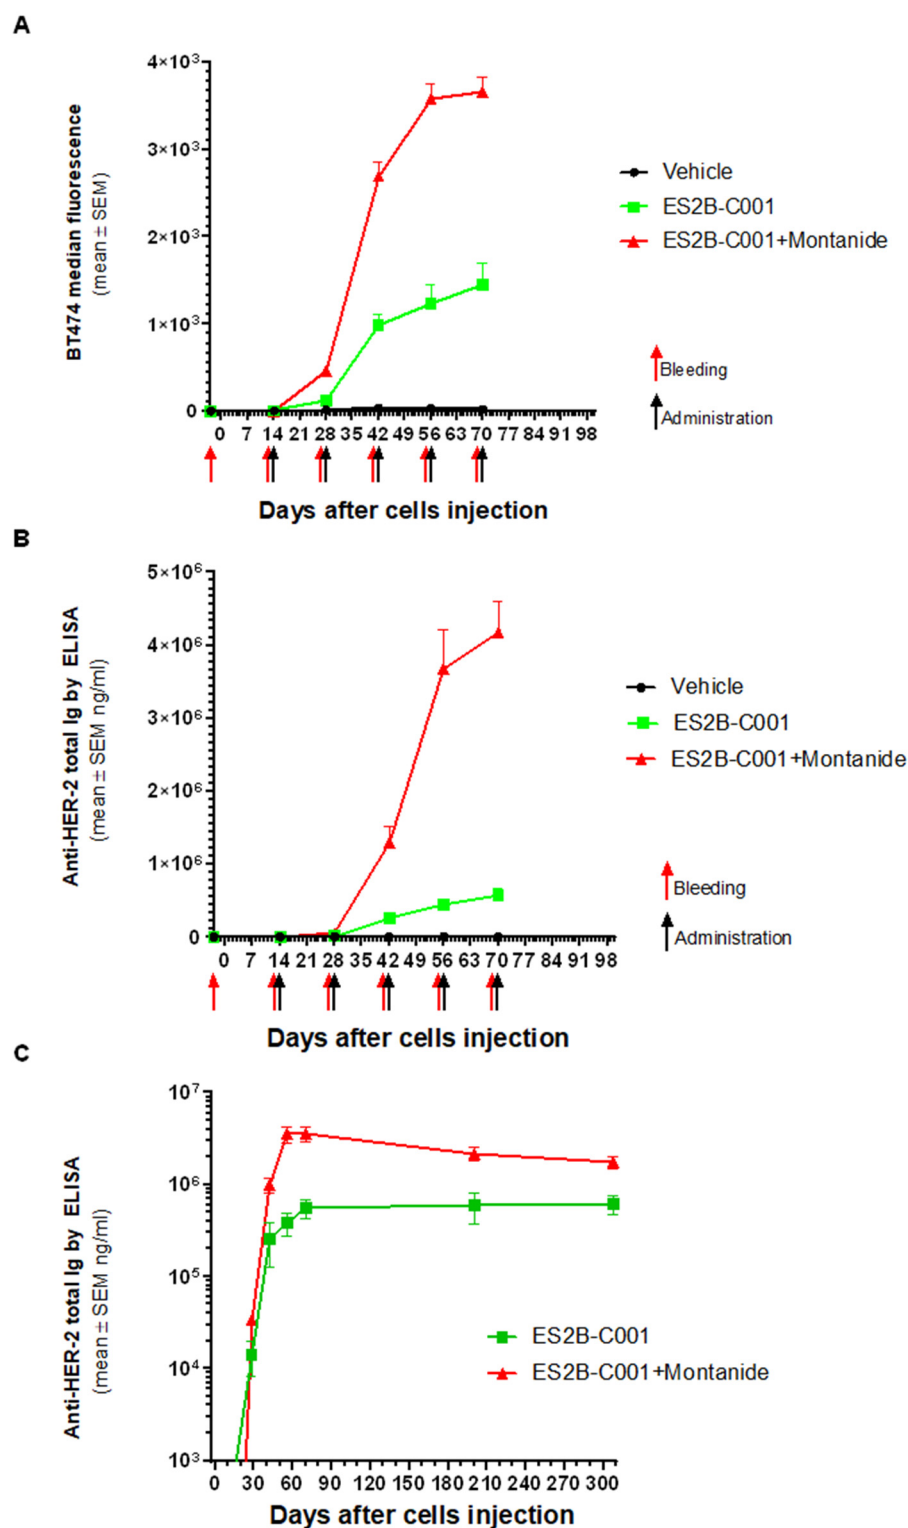 A
BT474 median fluorescence
(mean ± SEM)
4×10³
3×10³
2×10³
1×10³
0
0 7 14 21 28 35 42 49 56 63 70 77 84 91 98
Days after cells injection
Vehicle
ES2B-C001
ES2B-C001+Montanide
Bleeding
Administration
B
Anti-HER-2 total Ig by ELISA
(mean ± SEM ng/ml)
5×10⁶
4×10⁶
3×10⁶
2×10⁶
1×10⁶
0
0 7 14 21 28 35 42 49 56 63 70 77 84 91 98
Days after cells injection
Vehicle
ES2B-C001
ES2B-C001+Montanide
Bleeding
Administration
C
Anti-HER-2 total Ig by ELISA
(mean ± SEM ng/ml)
10⁷
10⁶
10⁵
10⁴
10³
0 30 60 90 120 150 180 210 240 270 300
Days after cells injection
ES2B-C001
ES2B-C001+Montanide